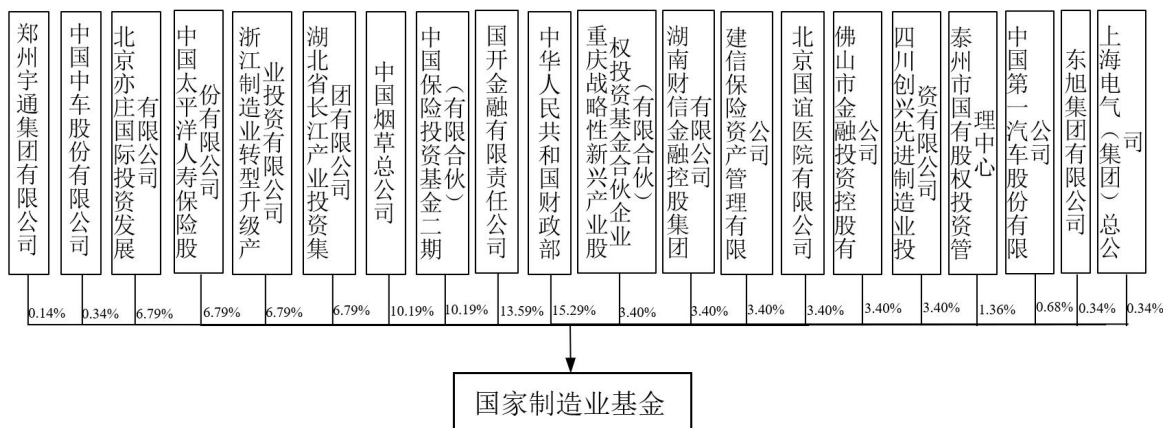 郑州宇通集团有限公司
中国中车股份有限公司
北京亦庄国际投资发展
有限公司
中国太平洋人寿保险股
份有限公司
浙江制造业转型升级产
业投资有限公司
湖北省长江产业投资集
团有限公司
中国烟草总公司
中国保险投资基金二期
（有限合伙）
国开金融有限责任公司
中华人民共和国财政部
重庆战略性新兴产业股
权投资基金合伙企业
（有限合伙）
湖南财信金融控股集团
有限公司
建信保险资产管理有限
公司
北京国谊医院有限公司
佛山市金融投资控股有
公司
四川创兴先进制造业投
资有限公司
泰州市国有股权投资管
理中心
中国第一汽车股份有限
公司
东旭集团有限公司
上海电气（集团）总公
司
0.14%
0.34%
6.79%
6.79%
6.79%
6.79%
10.19%
10.19%
13.59%
15.29%
3.40%
3.40%
3.40%
3.40%
3.40%
3.40%
1.36%
0.68%
0.34%
0.34%
国家制造业基金